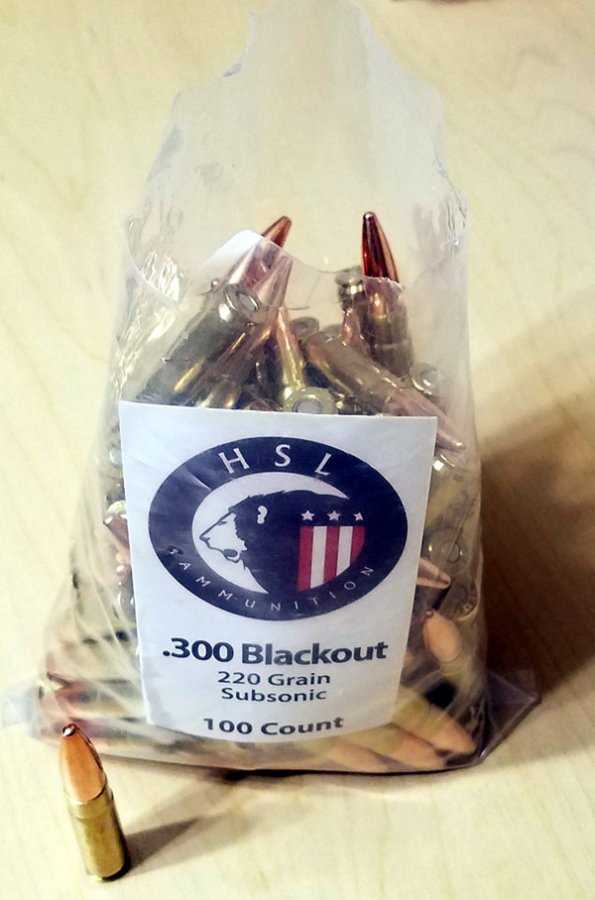 HSL
AMMUNITION
.300 Blackout
220 Grain
Subsonic
100 Count